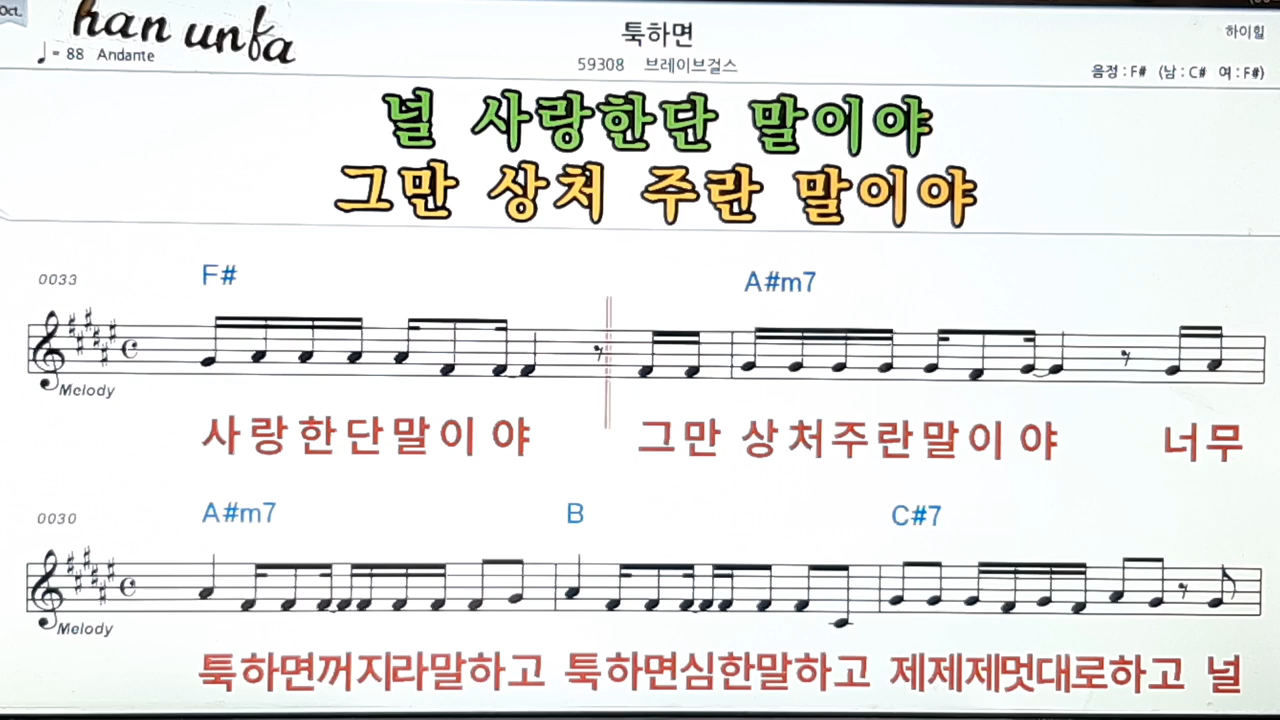 Oct.
han unfa
♩= 88 Andante
툭하면
59308 브레이브걸스
하이힐
음정 : F# (남 : C# 여 : F#)
널 사랑한단 말이야
그만 상처 주란 말이야
0033
F# A#m7
Melody
사랑한단말이야 그만 상처주란말이야 너무
0030
A#m7 B C#7
Melody
툭하면꺼지라말하고 툭하면심한말하고 제제제멋대로하고 널